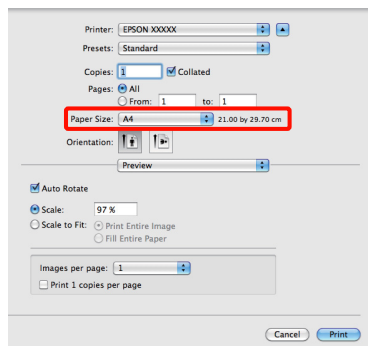 Printer: EPSON XXXXX
Presets: Standard
Copies: 1 Collated
Pages: All
From: 1 to: 1
Paper Size: A4 21.00 by 29.70 cm
Orientation:
Preview
Auto Rotate
Scale: 97 %
Scale to Fit: Print Entire Image
Fill Entire Paper
Images per page: 1
Print 1 copies per page
Cancel Print